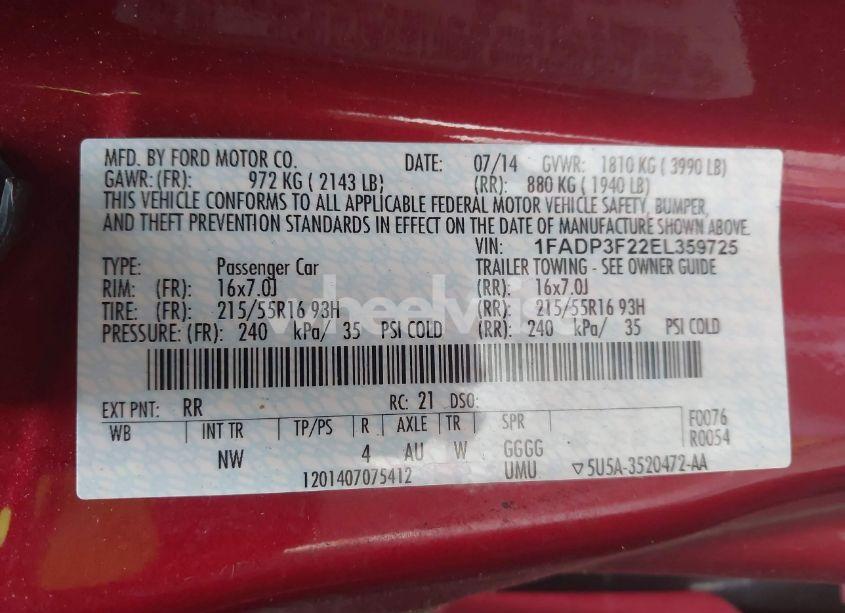 MFD. BY FORD MOTOR CO. DATE: 07/14 GVWR: 1810 KG ( 3990 LB)
GAWR: (FR): 972 KG ( 2143 LB) (RR): 880 KG ( 1940 LB)
THIS VEHICLE CONFORMS TO ALL APPLICABLE FEDERAL MOTOR VEHICLE SAFETY, BUMPER,
AND THEFT PREVENTION STANDARDS IN EFFECT ON THE DATE OF MANUFACTURE SHOWN ABOVE.
VIN: 1FADP3F22EL359725
TYPE: Passenger Car TRAILER TOWING - SEE OWNER GUIDE
RIM: (FR): 16x7.0J (RR): 16x7.0J
TIRE: (FR): 215/55R16 93H (RR): 215/55R16 93H
PRESSURE: (FR): 240 kPa/ 35 PSI COLD (RR): 240 kPa/ 35 PSI COLD
EXT PNT: RR RC: 21 DSO:
WB INT TR TP/PS R AXLE TR SPR F0076
NW 4 AU W GGGG R0054
1201407075412 UMU ▽5U5A-3520472-AA